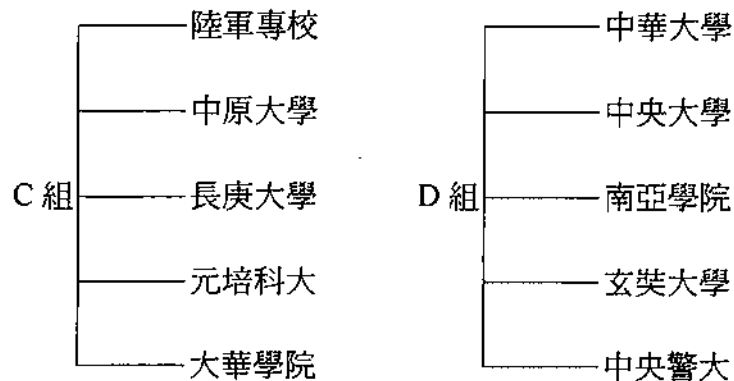 陸軍專校
中原大學
C 組
長庚大學
元培科大
大華學院
中華大學
中央大學
D 組
南亞學院
玄奘大學
中央警大